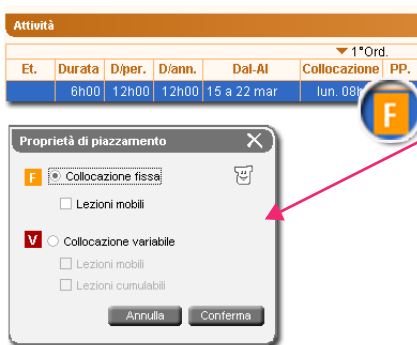 Attività
1°Ord.
Et. Durata D/per. D/ann. Dal-Al Collocazione PP.
6h00 12h00 12h00 15 a 22 mar lun. 08h
F
Proprietà di piazzamento
F Collocazione fissa
Lezioni mobili
V Collocazione variabile
Lezioni mobili
Lezioni cumulabili
Annulla Conferma